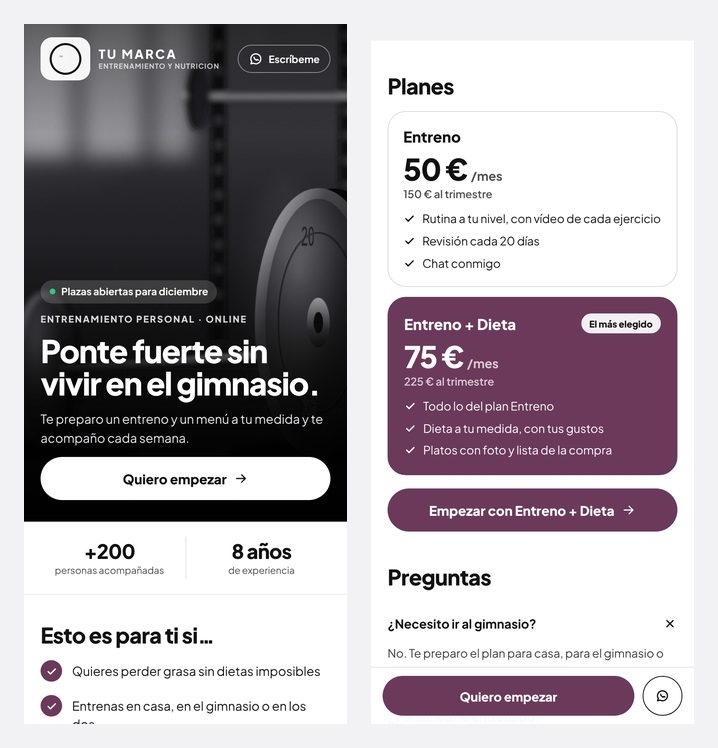 TU MARCA
ENTRENAMIENTO Y NUTRICION
Escríbeme
20
Plazas abiertas para diciembre
ENTRENAMIENTO PERSONAL · ONLINE
Ponte fuerte sin
vivir en el gimnasio.
Te preparo un entreno y un menú a tu medida y te
acompaño cada semana.
Quiero empezar →
+200
personas acompañadas
8 años
de experiencia
Esto es para ti si...
Quieres perder grasa sin dietas imposibles
Entrenas en casa, en el gimnasio o en los
dos
Planes
Entreno
50 € /mes
150 € al trimestre
Rutina a tu nivel, con vídeo de cada ejercicio
Revisión cada 20 días
Chat conmigo
Entreno + Dieta
El más elegido
75 € /mes
225 € al trimestre
Todo lo del plan Entreno
Dieta a tu medida, con tus gustos
Platos con foto y lista de la compra
Empezar con Entreno + Dieta →
Preguntas
¿Necesito ir al gimnasio?
No. Te preparo el plan para casa, para el gimnasio o
Quiero empezar